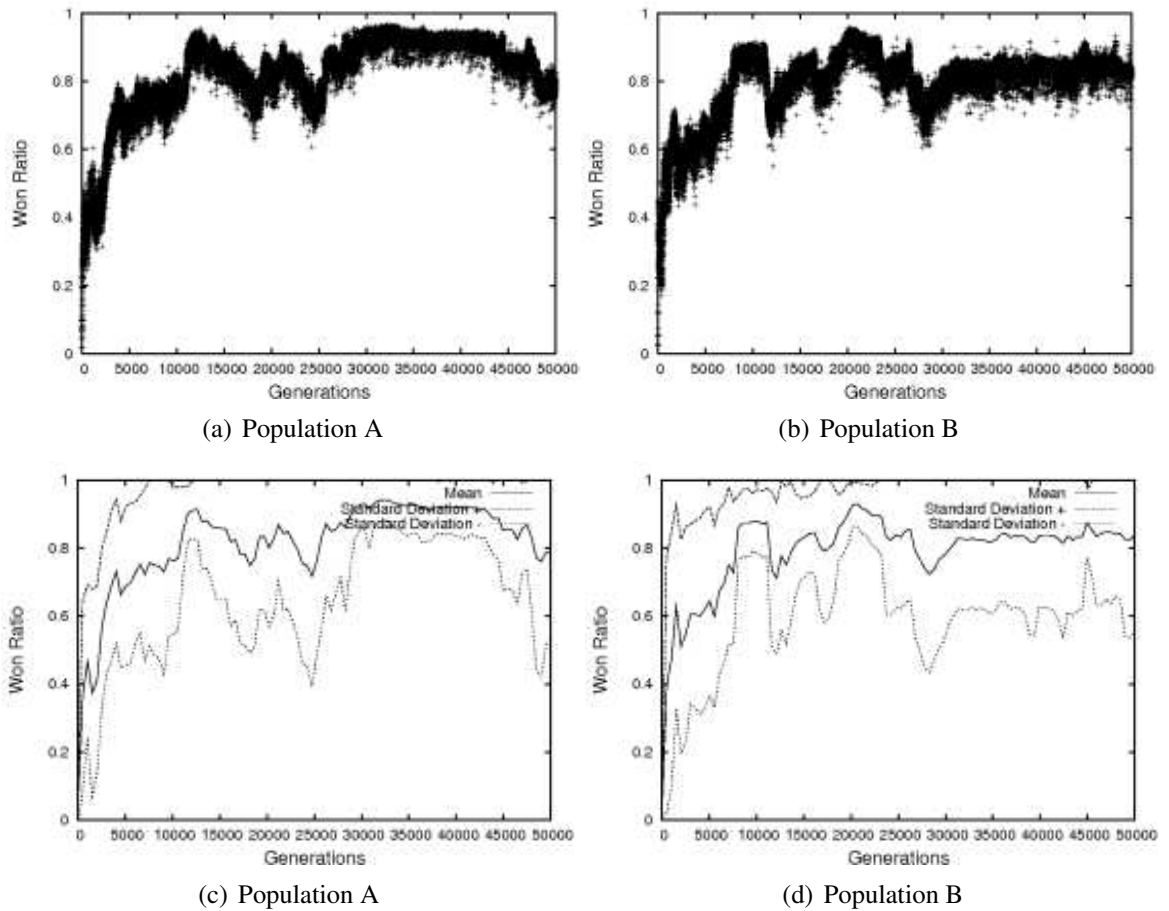 1
0.8
0.6
0.4
0.2
0
Won Ratio
0 5000 10000 15000 20000 25000 30000 35000 40000 45000 50000
Generations
(a) Population A
1
0.8
0.6
0.4
0.2
0
Won Ratio
0 5000 10000 15000 20000 25000 30000 35000 40000 45000 50000
Generations
(b) Population B
1
0.8
0.6
0.4
0.2
0
Won Ratio
Mean
Standard Deviation +
Standard Deviation -
0 5000 10000 15000 20000 25000 30000 35000 40000 45000 50000
Generations
(c) Population A
1
0.8
0.6
0.4
0.2
0
Won Ratio
Mean
Standard Deviation +
Standard Deviation -
0 5000 10000 15000 20000 25000 30000 35000 40000 45000 50000
Generations
(d) Population B